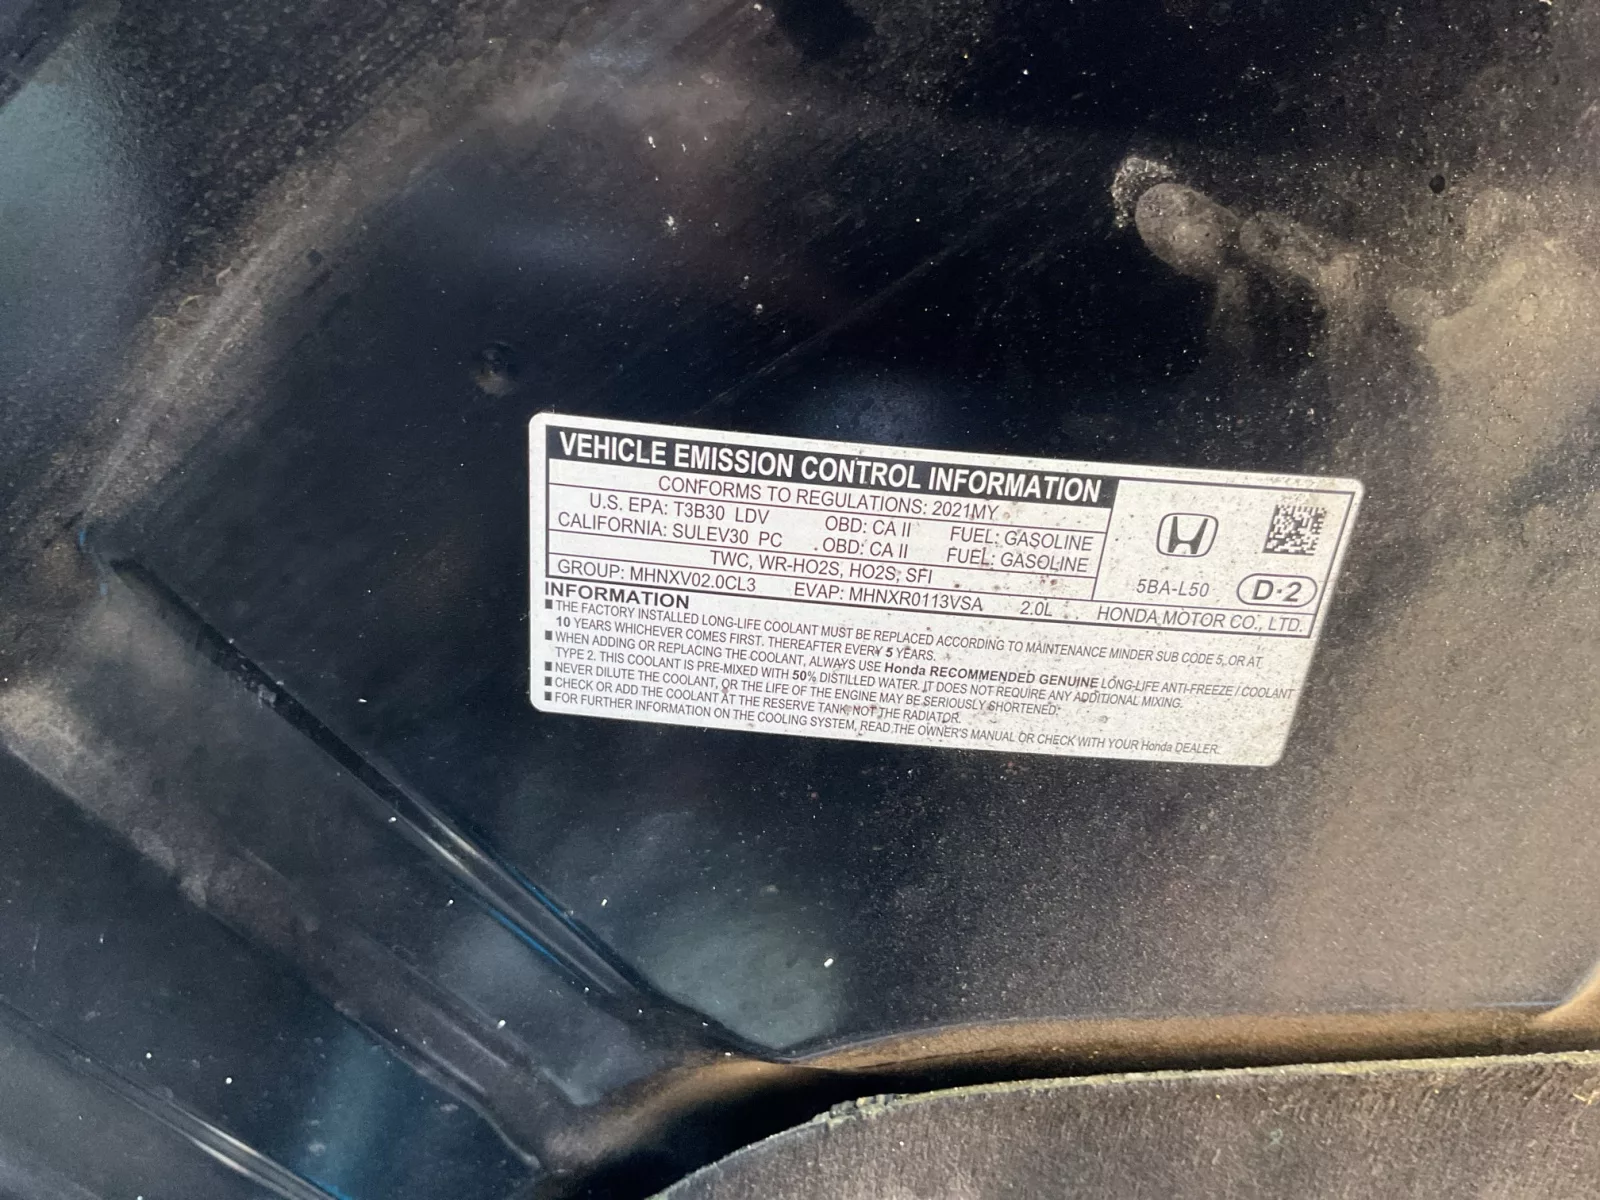 VEHICLE EMISSION CONTROL INFORMATION
CONFORMS TO REGULATIONS: 2021MY
U.S. EPA: T3B30 LDV OBD: CA II FUEL: GASOLINE
CALIFORNIA: SULEV30 PC OBD: CA II FUEL: GASOLINE
TWC, WR-HO2S, HO2S, SFI
GROUP: MHNXV02.0CL3 EVAP: MHNXR0113VSA 2.0L
5BA-L50 D·2
HONDA MOTOR CO., LTD.
INFORMATION
■ THE FACTORY INSTALLED LONG-LIFE COOLANT MUST BE REPLACED ACCORDING TO MAINTENANCE MINDER SUB CODE 5, OR AT
10 YEARS WHICHEVER COMES FIRST. THEREAFTER EVERY 5 YEARS.
■ WHEN ADDING OR REPLACING THE COOLANT, ALWAYS USE Honda RECOMMENDED GENUINE LONG-LIFE ANTI-FREEZE / COOLANT
TYPE 2. THIS COOLANT IS PRE-MIXED WITH 50% DISTILLED WATER. IT DOES NOT REQUIRE ANY ADDITIONAL MIXING.
■ NEVER DILUTE THE COOLANT, OR THE LIFE OF THE ENGINE MAY BE SERIOUSLY SHORTENED.
■ CHECK OR ADD THE COOLANT AT THE RESERVE TANK, NOT THE RADIATOR.
■ FOR FURTHER INFORMATION ON THE COOLING SYSTEM, READ THE OWNER'S MANUAL OR CHECK WITH YOUR Honda DEALER.